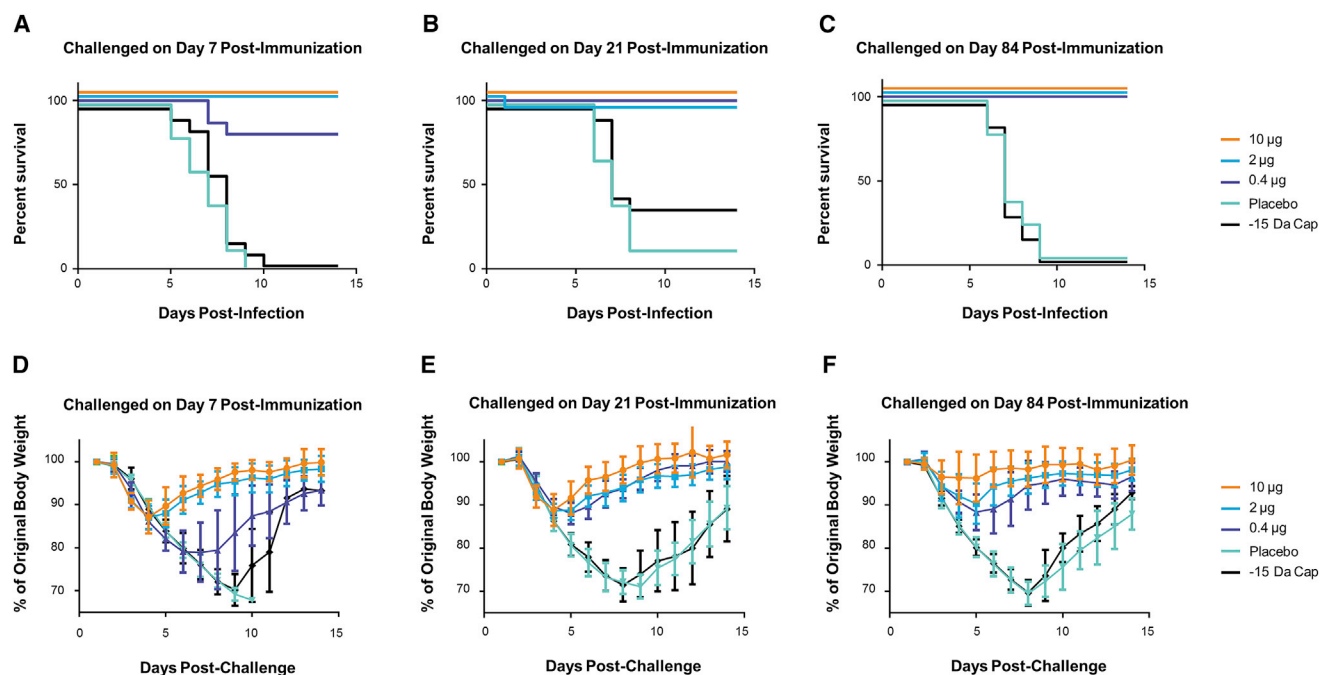 A
Challenged on Day 7 Post-Immunization
Percent survival
100
50
0
0 5 10 15
Days Post-Infection
B
Challenged on Day 21 Post-Immunization
Percent survival
100
50
0
0 5 10 15
Days Post-Infection
C
Challenged on Day 84 Post-Immunization
Percent survival
100
50
0
0 5 10 15
Days Post-Infection
10 µg
2 µg
0.4 µg
Placebo
-15 Da Cap
D
Challenged on Day 7 Post-Immunization
% of Original Body Weight
100
90
80
70
0 5 10 15
Days Post-Challenge
E
Challenged on Day 21 Post-Immunization
% of Original Body Weight
100
90
80
70
0 5 10 15
Days Post-Challenge
F
Challenged on Day 84 Post-Immunization
% of Original Body Weight
100
90
80
70
0 5 10 15
Days Post-Challenge
10 µg
2 µg
0.4 µg
Placebo
-15 Da Cap